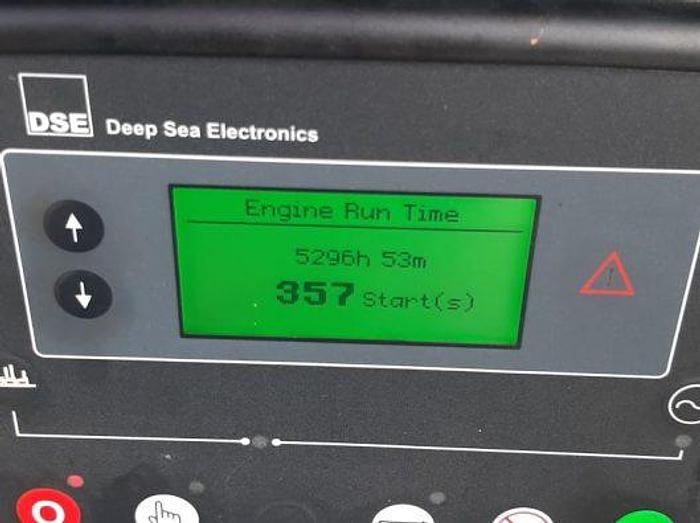 DSE Deep Sea Electronics
Engine Run Time
5296h 53m
357 Start(s)